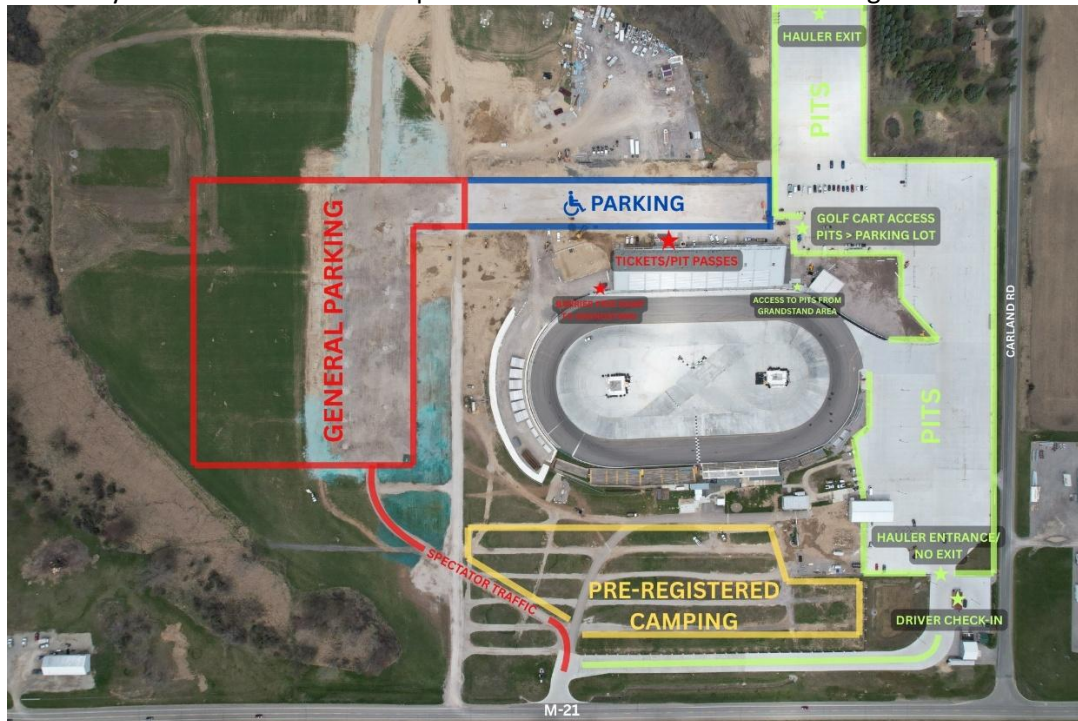 HAULER EXIT
PITS
PARKING
GOLF CART ACCESS
PITS > PARKING LOT
TICKETS/PIT PASSES
ACCESS TO PITS FROM
GRANDSTAND AREA
GENERAL PARKING
CARLAND RD
PITS
HAULER ENTRANCE/
NO EXIT
SPECTATOR TRAFFIC
PRE-REGISTERED
CAMPING
DRIVER CHECK-IN
M-21